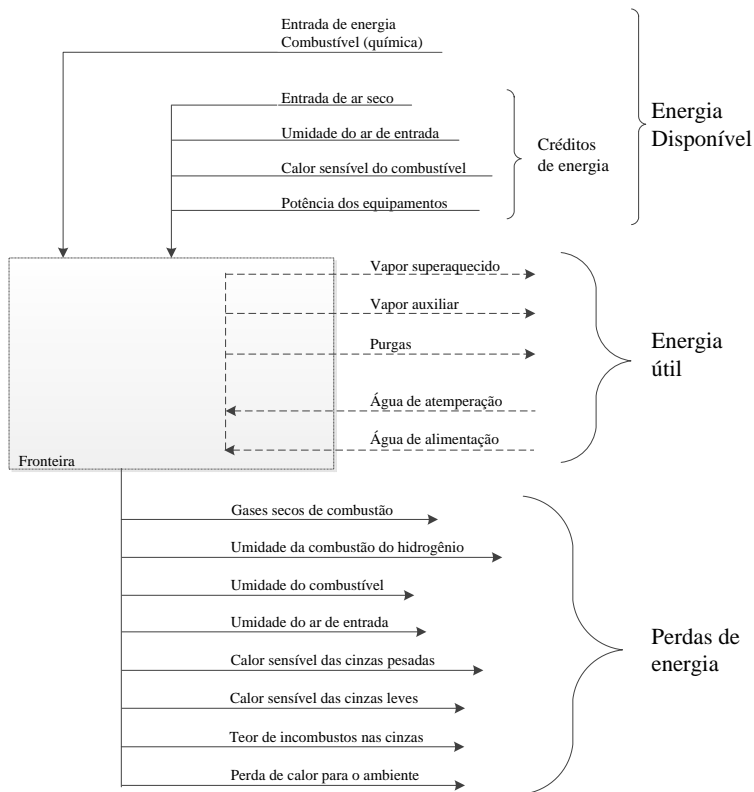 Entrada de energia
Combustível (química)
Entrada de ar seco
Umidade do ar de entrada
Calor sensível do combustível
Potência dos equipamentos
Créditos
de energia
Energia
Disponível
Vapor superaquecido
Vapor auxiliar
Purgas
Água de atemperação
Água de alimentação
Energia
útil
Fronteira
Gases secos de combustão
Umidade da combustão do hidrogênio
Umidade do combustível
Umidade do ar de entrada
Calor sensível das cinzas pesadas
Calor sensível das cinzas leves
Teor de incombustos nas cinzas
Perda de calor para o ambiente
Perdas de
energia